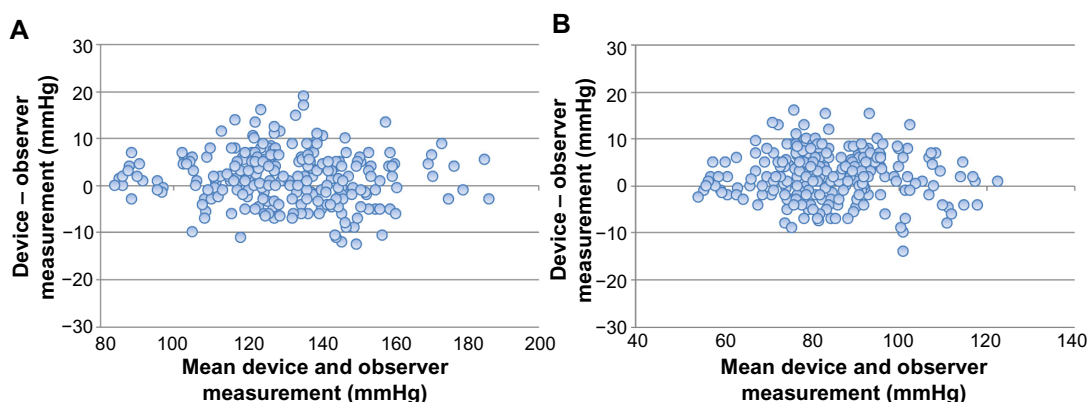 A
30
20
10
0
−10
−20
−30
Device – observer
measurement (mmHg)
80 100 120 140 160 180 200
Mean device and observer
measurement (mmHg)
B
30
20
10
0
−10
−20
−30
Device – observer
measurement (mmHg)
40 60 80 100 120 140
Mean device and observer
measurement (mmHg)